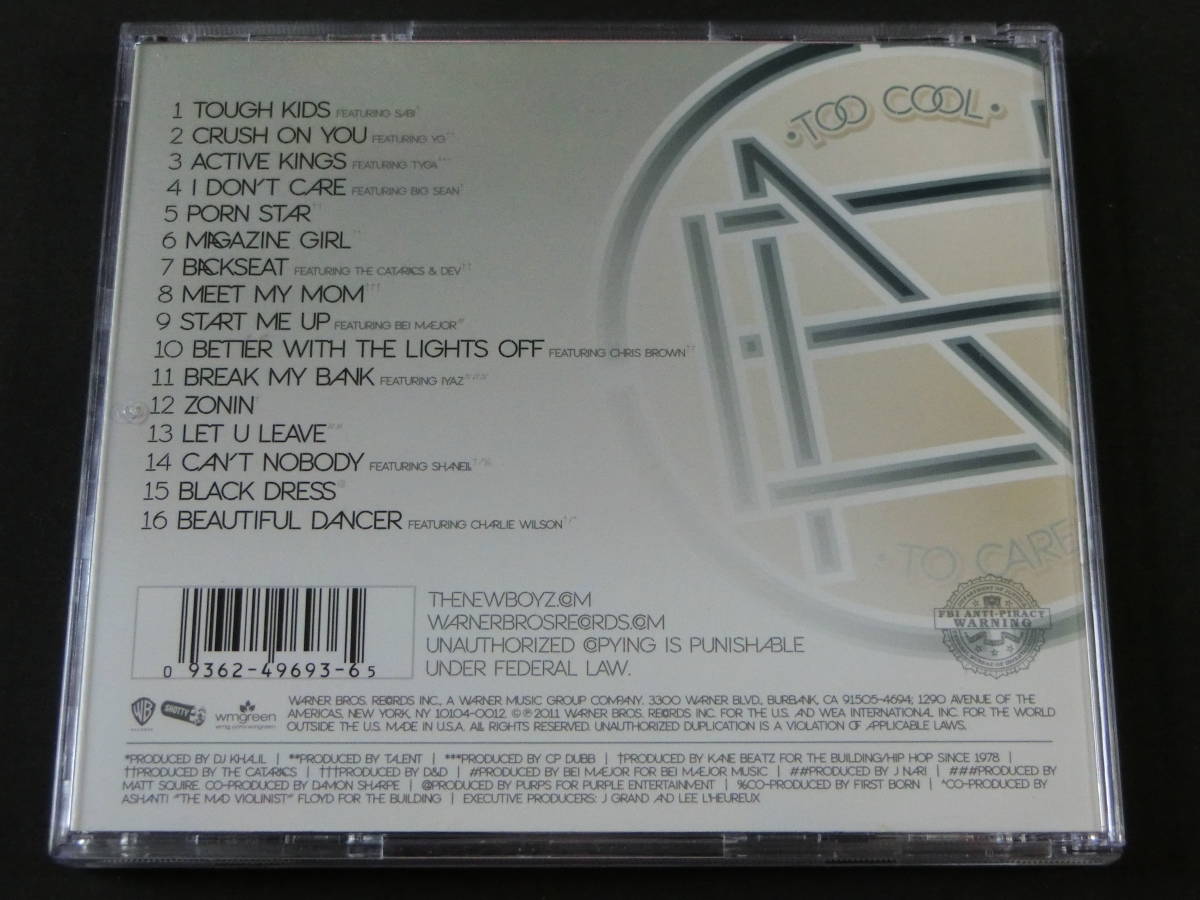 1 TOUGH KIDS FEATURING SABI
2 CRUSH ON YOU FEATURING YG**
3 ACTIVE KINGS FEATURING TYGA***
4 I DON'T CARE FEATURING BIG SEAN†
5 PORN STAR††
6 MAGAZINE GIRL
7 BACKSEAT FEATURING THE CATARACS & DEV††
8 MEET MY MOM†††
9 START ME UP FEATURING BEI MAEJOR#
10 BETTER WITH THE LIGHTS OFF FEATURING CHRIS BROWN††
11 BREAK MY BANK FEATURING IYAZ###
12 ZONIN'
13 LET U LEAVE##
14 CAN'T NOBODY FEATURING SHANELL
15 BLACK DRESS@
16 BEAUTIFUL DANCER FEATURING CHARLIE WILSON†/^
•TOO COOL•
•TO CARE
THENEWBOYZ.COM
WARNERBROSRECORDS.COM
UNAUTHORIZED COPYING IS PUNISHABLE
UNDER FEDERAL LAW.
0 9362-49693-6 5
FBI ANTI-PIRACY
WARNING
WB
RECORDS
SHOTTY
wmgreen
WARNER BROS. RECORDS INC., A WARNER MUSIC GROUP COMPANY. 3300 WARNER BLVD., BURBANK, CA 91505-4694; 1290 AVENUE OF THE
AMERICAS, NEW YORK, NY 10104-0012. ©℗ 2011 WARNER BROS. RECORDS INC. FOR THE U.S. AND WEA INTERNATIONAL INC. FOR THE WORLD
OUTSIDE THE U.S. MADE IN U.S.A. ALL RIGHTS RESERVED. UNAUTHORIZED DUPLICATION IS A VIOLATION OF APPLICABLE LAWS.
*PRODUCED BY DJ KHALIL | **PRODUCED BY TALENT | ***PRODUCED BY CP DUBB | †PRODUCED BY KANE BEATZ FOR THE BUILDING/HIP HOP SINCE 1978 |
††PRODUCED BY THE CATARACS | †††PRODUCED BY D&D | #PRODUCED BY BEI MAEJOR FOR BEI MAEJOR MUSIC | ##PRODUCED BY J NARI | ###PRODUCED BY
MATT SQUIRE. CO-PRODUCED BY DAMON SHARPE | @PRODUCED BY PURPS FOR PURPLE ENTERTAINMENT | %CO-PRODUCED BY FIRST BORN | ^CO-PRODUCED BY
ASHANTI "THE MAD VIOLINIST" FLOYD FOR THE BUILDING | EXECUTIVE PRODUCERS: J GRAND AND LEE L'HEUREUX